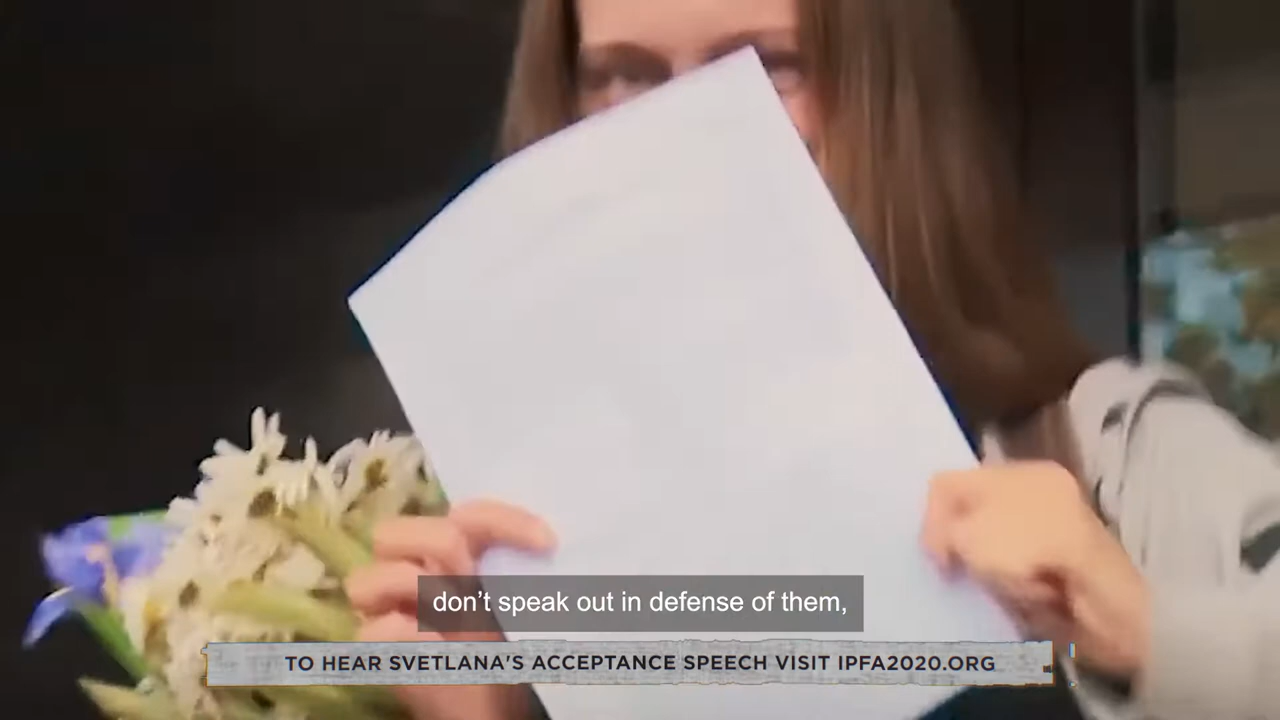 don't speak out in defense of them,
TO HEAR SVETLANA'S ACCEPTANCE SPEECH VISIT IPFA2020.ORG